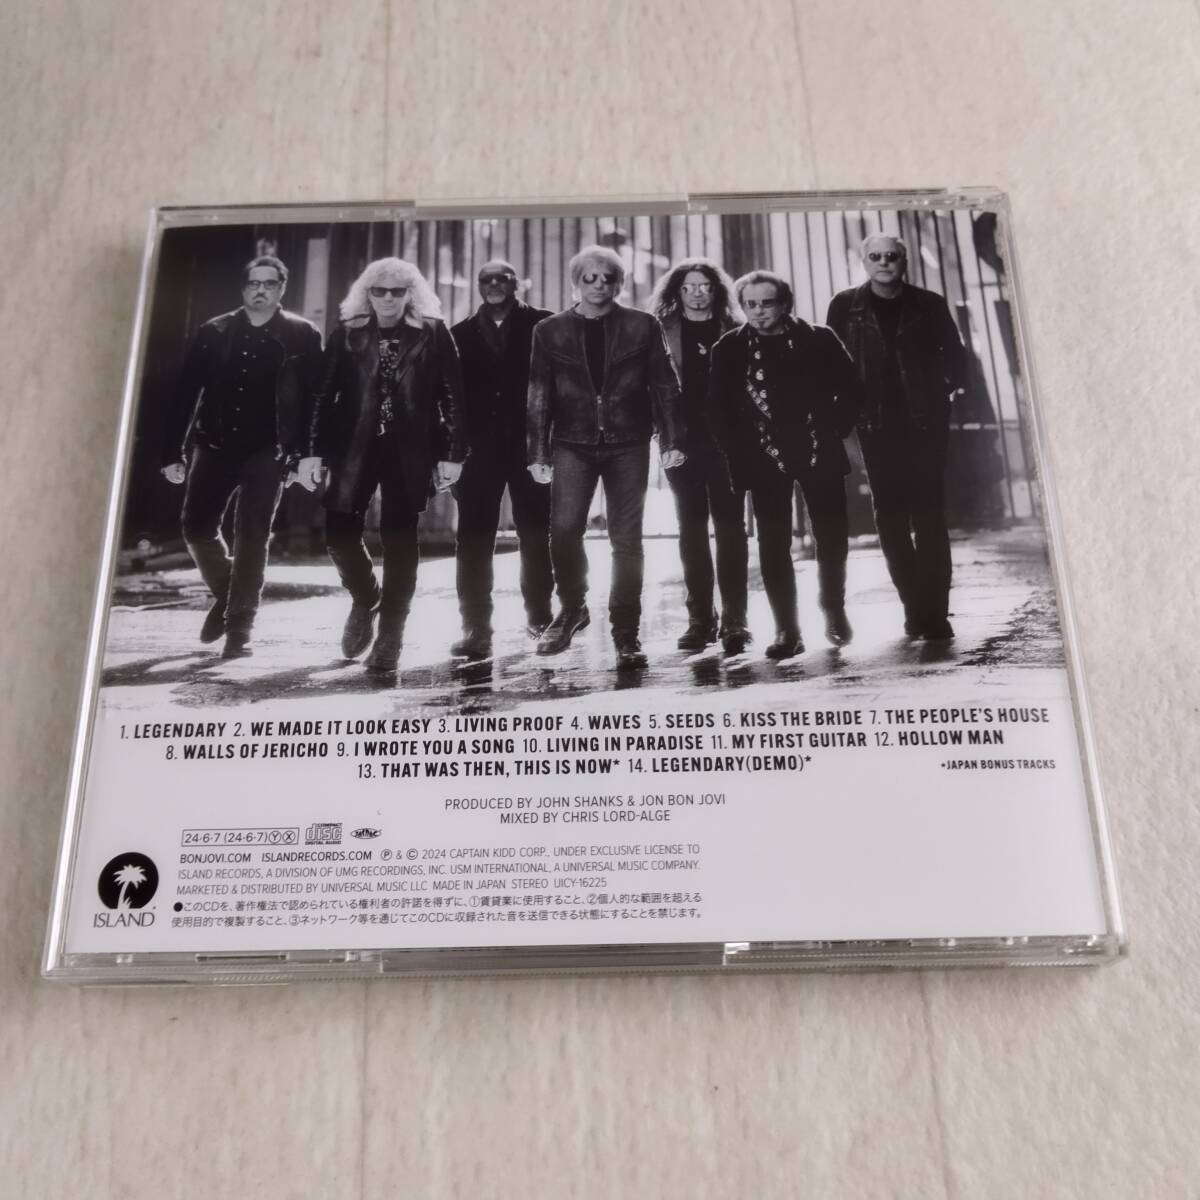 1. LEGENDARY 2. WE MADE IT LOOK EASY 3. LIVING PROOF 4. WAVES 5. SEEDS 6. KISS THE BRIDE 7. THE PEOPLE'S HOUSE
8. WALLS OF JERICHO 9. I WROTE YOU A SONG 10. LIVING IN PARADISE 11. MY FIRST GUITAR 12. HOLLOW MAN
13. THAT WAS THEN, THIS IS NOW* 14. LEGENDARY(DEMO)*
*JAPAN BONUS TRACKS
PRODUCED BY JOHN SHANKS & JON BON JOVI
MIXED BY CHRIS LORD-ALGE
24·6·7 (24·6·7) Ⓨ Ⓧ COMPACT disc DIGITAL AUDIO
BONJOVI.COM ISLANDRECORDS.COM ℗ & © 2024 CAPTAIN KIDD CORP., UNDER EXCLUSIVE LICENSE TO
ISLAND RECORDS, A DIVISION OF UMG RECORDINGS, INC. USM INTERNATIONAL, A UNIVERSAL MUSIC COMPANY.
MARKETED & DISTRIBUTED BY UNIVERSAL MUSIC LLC MADE IN JAPAN STEREO UICY-16225
●このCDを、著作権法で認められている権利者の許諾を得ずに、①賃貸業に使用すること、②個人的な範囲を超える
使用目的で複製すること、③ネットワーク等を通じてこのCDに収録された音を送信できる状態にすることを禁じます。
ISLAND